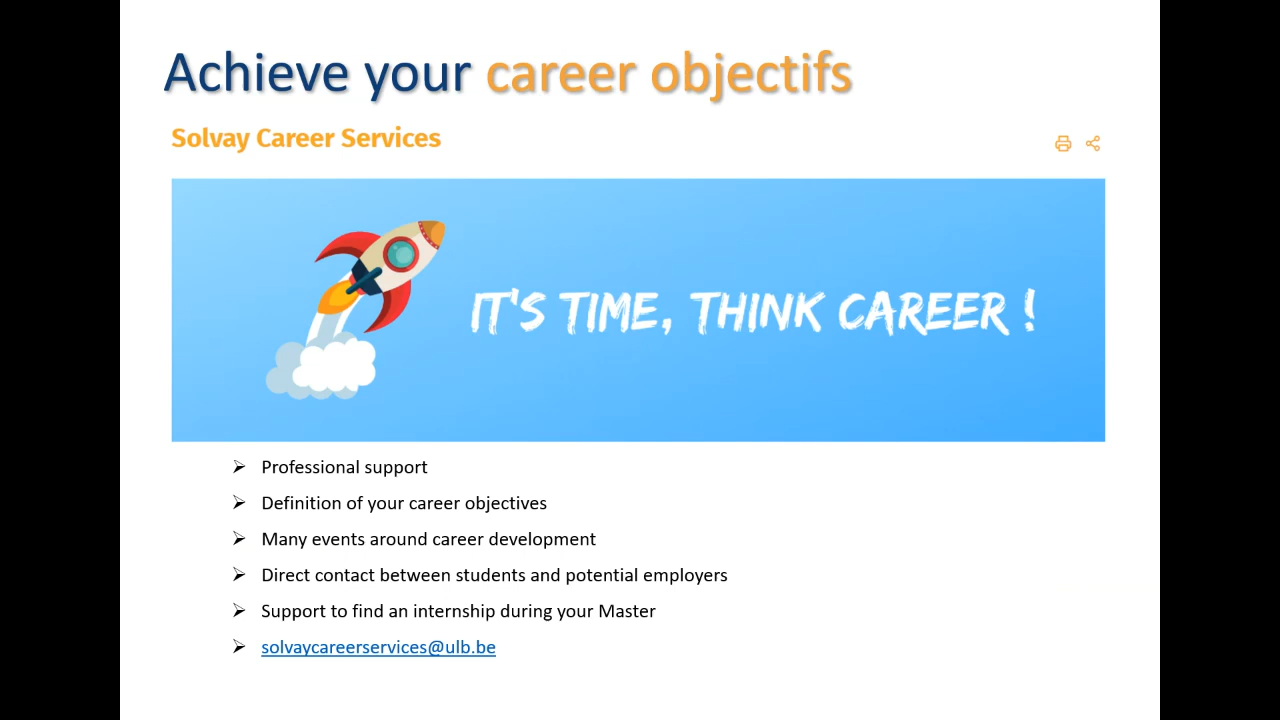 Achieve your career objectifs
Solvay Career Services
IT'S TIME, THINK CAREER !
Professional support
Definition of your career objectives
Many events around career development
Direct contact between students and potential employers
Support to find an internship during your Master
solvaycareerservices@ulb.be